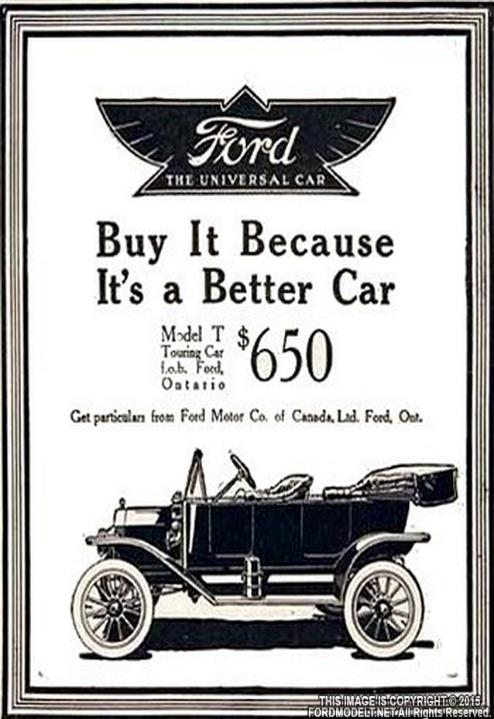 Ford
THE UNIVERSAL CAR
Buy It Because
It's a Better Car
Model T
Touring Car
f.o.b. Ford,
Ontario
$650
Get particulars from Ford Motor Co. of Canada, Ltd. Ford, Ont.
THIS IMAGE IS COPYRIGHT © 2015
FORDMODELT.NET All Rights Reserved